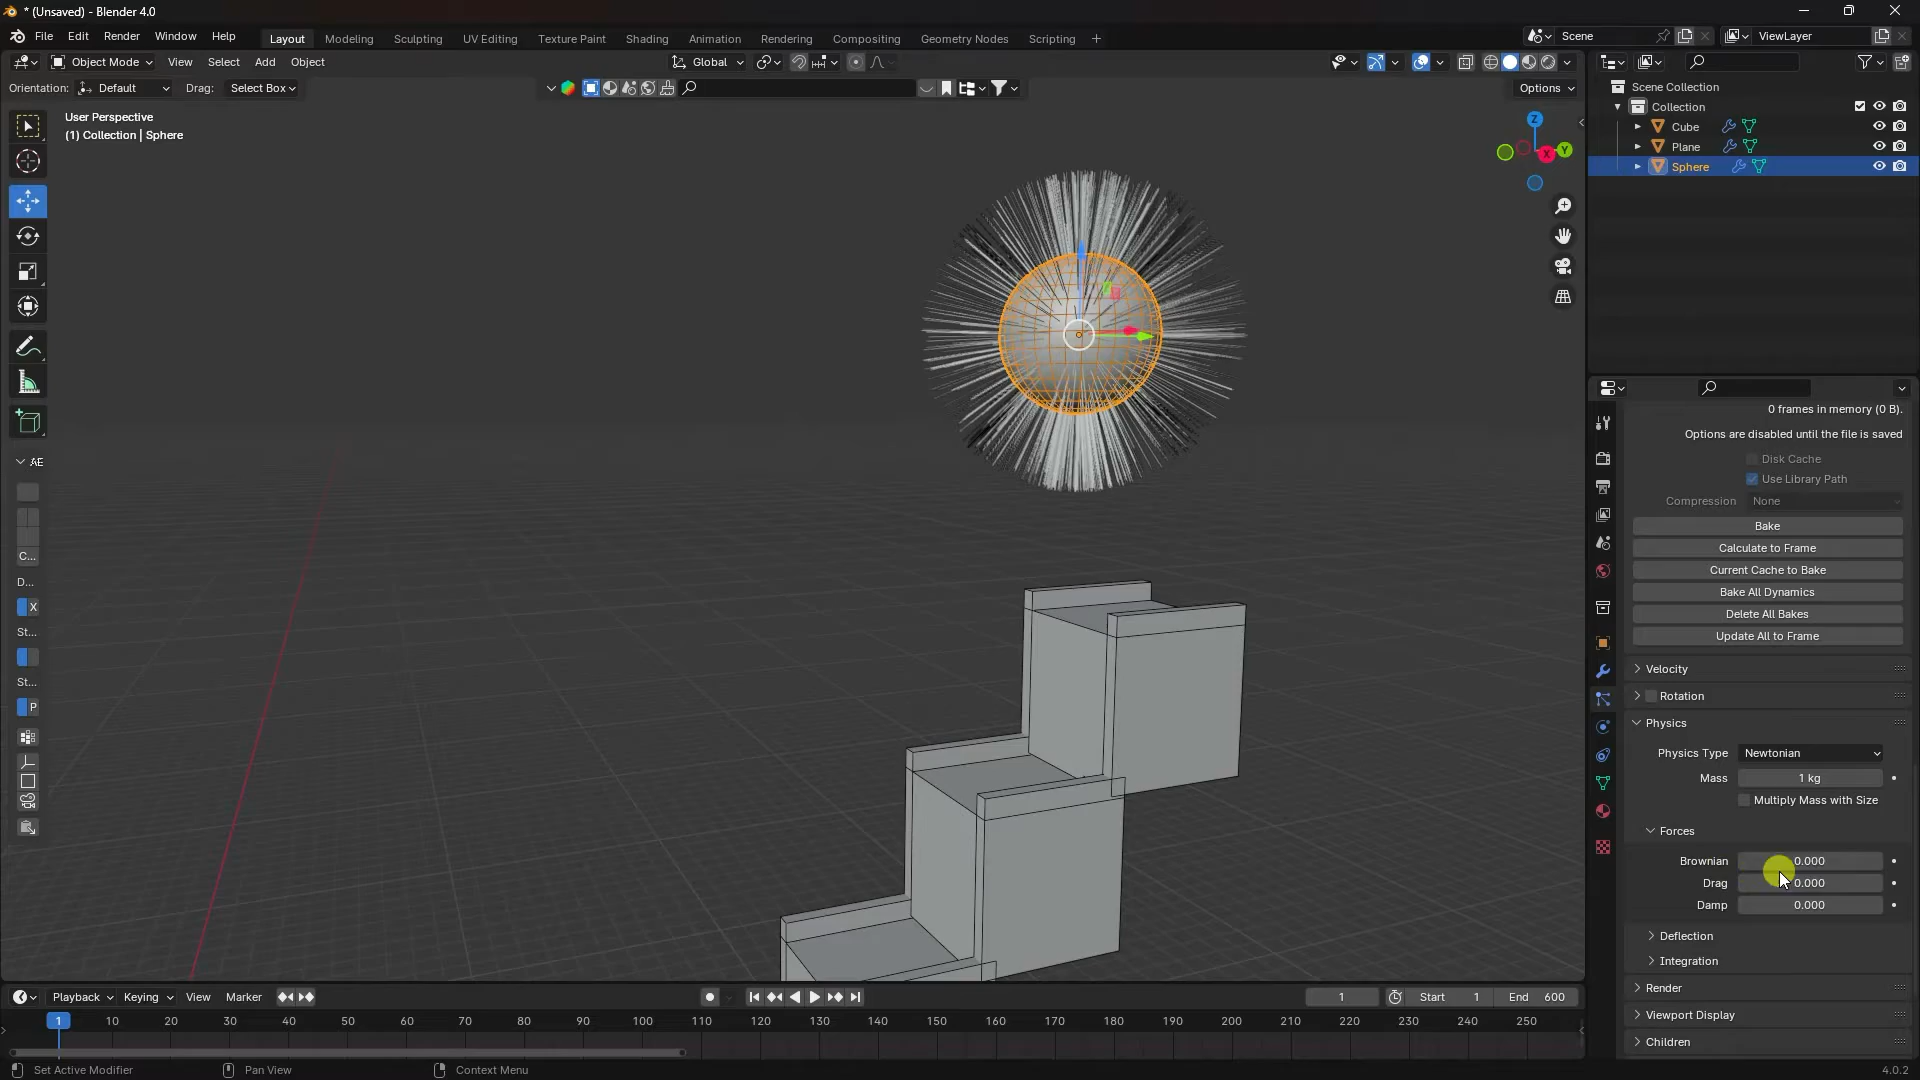 * (Unsaved) - Blender 4.0
File Edit Render Window Help
Layout Modeling Sculpting UV Editing Texture Paint Shading Animation Rendering Compositing Geometry Nodes Scripting +
Scene
ViewLayer
Object Mode View Select Add Object
Global
Orientation: Default Drag: Select Box
Options
User Perspective
(1) Collection | Sphere
Z
X
Y
Scene Collection
Collection
Cube
Plane
Sphere
AE
C...
D...
X
St...
St...
P
0 frames in memory (0 B).
Options are disabled until the file is saved
Disk Cache
Use Library Path
Compression None
Bake
Calculate to Frame
Current Cache to Bake
Bake All Dynamics
Delete All Bakes
Update All to Frame
Velocity
Rotation
Physics
Physics Type Newtonian
Mass 1 kg
Multiply Mass with Size
Forces
Brownian 0.000
Drag 0.000
Damp 0.000
Deflection
Integration
Render
Viewport Display
Children
Playback Keying View Marker
1
Start 1 End 600
1 10 20 30 40 50 60 70 80 90 100 110 120 130 140 150 160 170 180 190 200 210 220 230 240 250
Set Active Modifier Pan View Context Menu
4.0.2